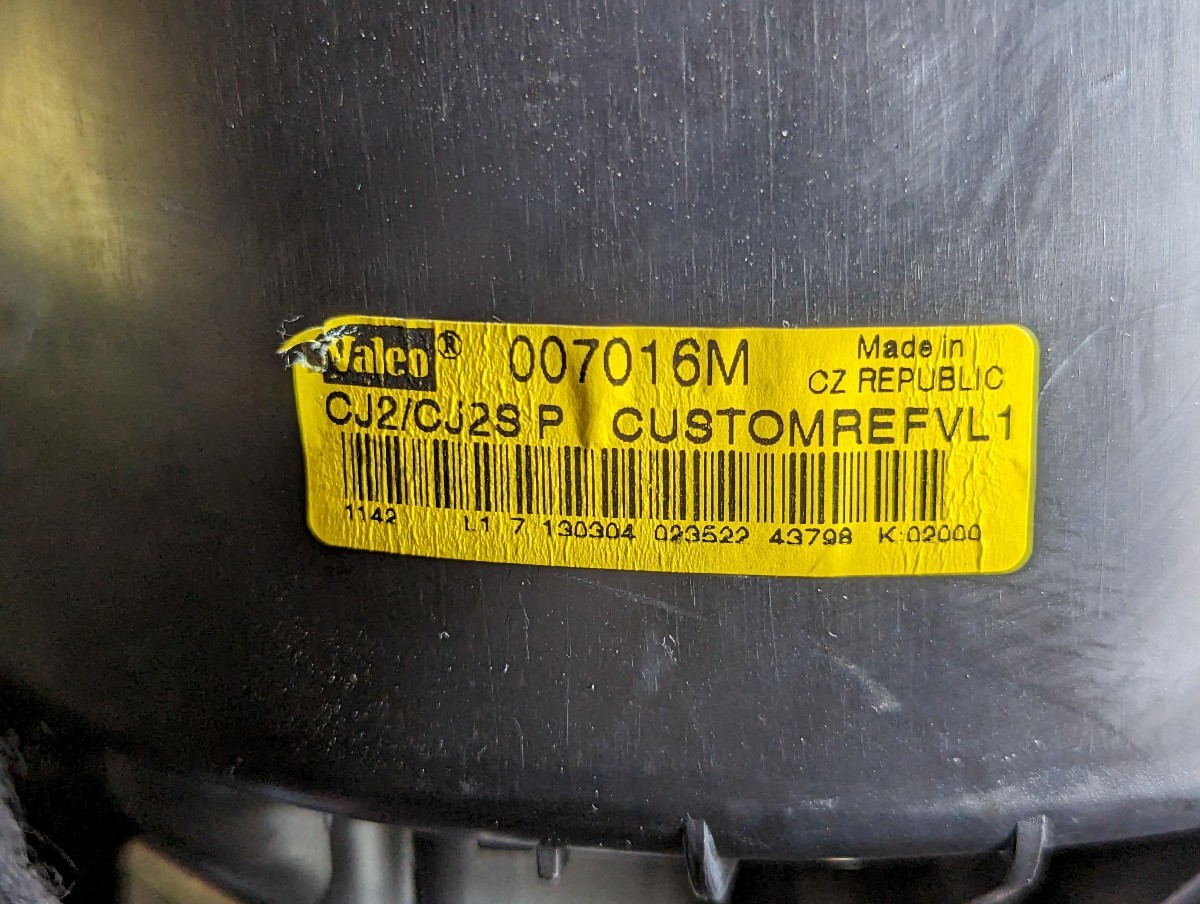 Valeo® 007016M Made in
CZ REPUBLIC
CJ2/CJ2S P CUSTOMREFVL1
1142 L1 7 130304 023522 43798 K:02000